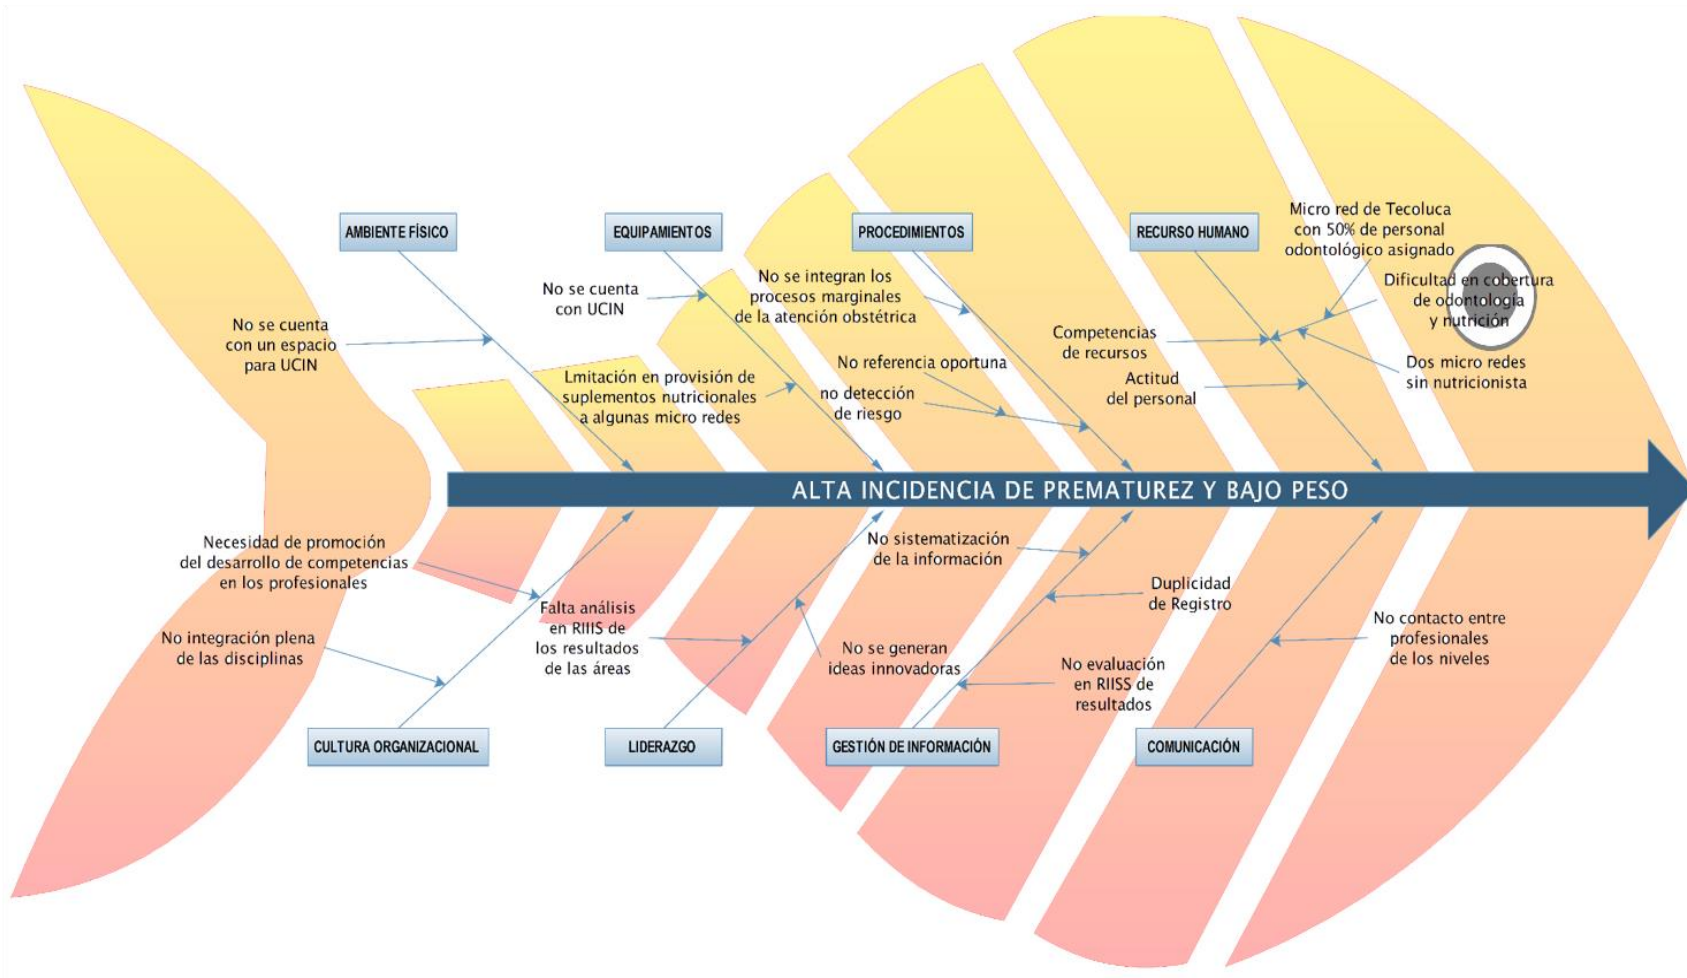 AMBIENTE FÍSICO
No se cuenta
con un espacio
para UCIN
EQUIPAMIENTOS
No se cuenta
con UCIN
Lmitación en provisión de
suplementos nutricionales
a algunas micro redes
PROCEDIMIENTOS
No se integran los
procesos marginales
de la atención obstétrica
No referencia oportuna
no detección
de riesgo
RECURSO HUMANO
Micro red de Tecoluca
con 50% de personal
odontológico asignado
Dificultad en cobertura
de odontología
y nutrición
Competencias
de recursos
Dos micro redes
sin nutricionista
Actitud
del personal
ALTA INCIDENCIA DE PREMATUREZ Y BAJO PESO
Necesidad de promoción
del desarrollo de competencias
en los profesionales
No integración plena
de las disciplinas
CULTURA ORGANIZACIONAL
Falta análisis
en RIIIS de
los resultados
de las áreas
No se generan
ideas innovadoras
LIDERAZGO
No sistematización
de la información
Duplicidad
de Registro
No evaluación
en RIISS de
resultados
GESTIÓN DE INFORMACIÓN
No contacto entre
profesionales
de los niveles
COMUNICACIÓN